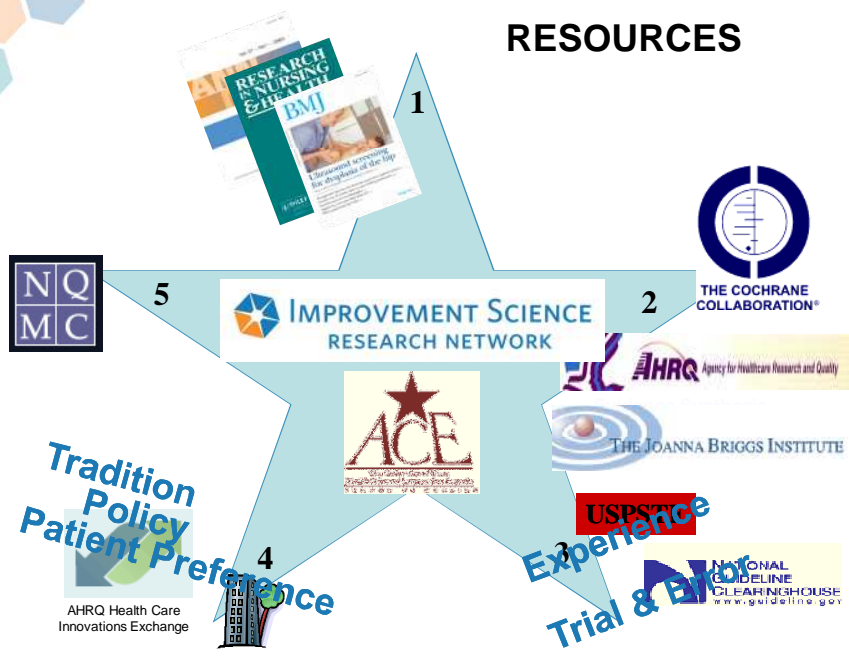 RESOURCES
1
RESEARCH
IN NURSING
& HEALTH
BMJ
Ultrasound screening
for dysplasia of the hip
WILEY
THE COCHRANE
COLLABORATION®
N Q
M C
5
IMPROVEMENT SCIENCE
RESEARCH NETWORK
2
AHRQ Agency for Healthcare Research and Quality
ACE
THE JOANNA BRIGGS INSTITUTE
Tradition
Policy
Patient Preference
USPSTF
Experience
3
4
Trial & Error
NATIONAL
GUIDELINE
CLEARINGHOUSE
www.guideline.gov
AHRQ Health Care
Innovations Exchange